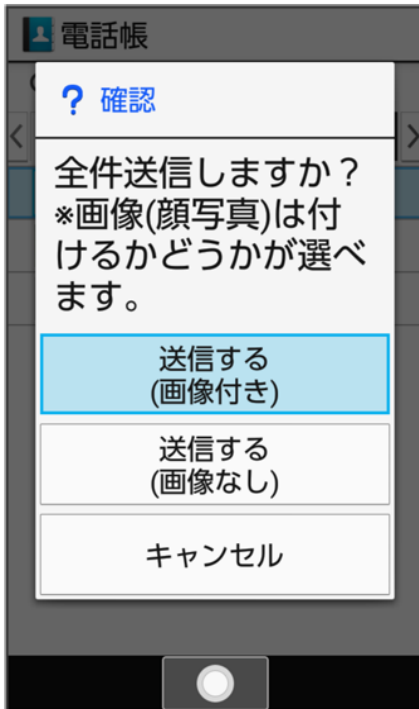 電話帳
? 確認
全件送信しますか？
※画像(顔写真)は付
けるかどうかが選べ
ます。
送信する
(画像付き)
送信する
(画像なし)
キャンセル